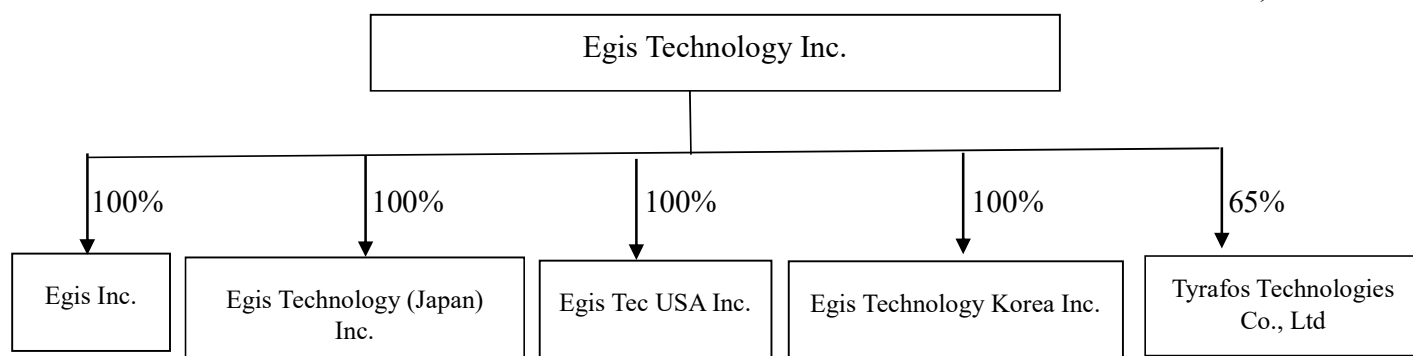 Egis Technology Inc.
100%
100%
100%
100%
65%
Egis Inc.
Egis Technology (Japan)
Inc.
Egis Tec USA Inc.
Egis Technology Korea Inc.
Tyrafos Technologies
Co., Ltd